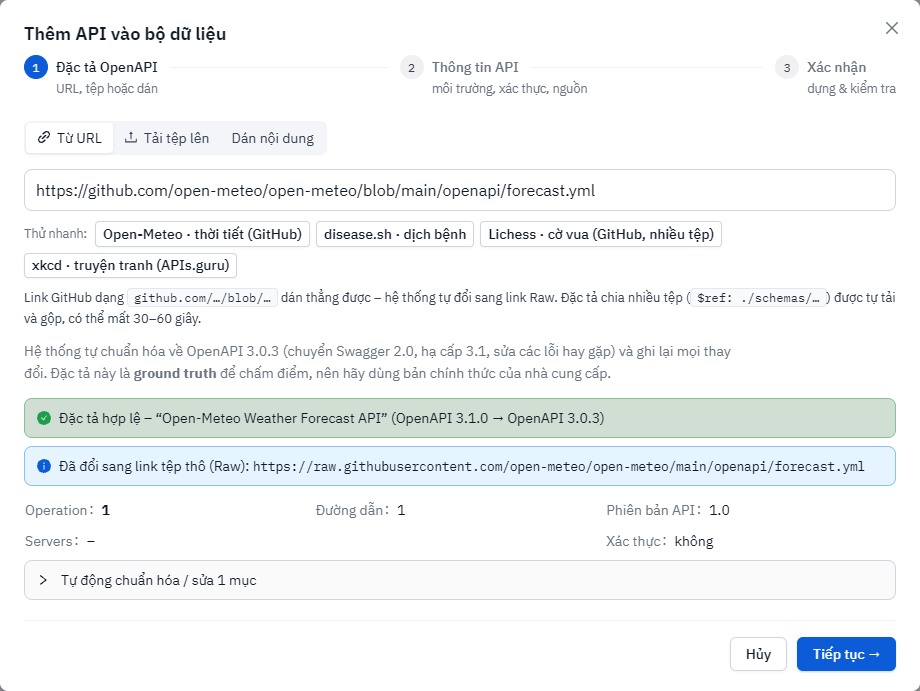 Thêm API vào bộ dữ liệu
1 Đặc tả OpenAPI
URL, tệp hoặc dán
2 Thông tin API
môi trường, xác thực, nguồn
3 Xác nhận
dựng & kiểm tra
Từ URL Tải tệp lên Dán nội dung
https://github.com/open-meteo/open-meteo/blob/main/openapi/forecast.yml
Thử nhanh: Open-Meteo · thời tiết (GitHub) disease.sh · dịch bệnh Lichess · cờ vua (GitHub, nhiều tệp)
xkcd · truyện tranh (APIs.guru)
Link GitHub dạng github.com/…/blob/… dán thẳng được – hệ thống tự đổi sang link Raw. Đặc tả chia nhiều tệp ( $ref: ./schemas/… ) được tự tải
và gộp, có thể mất 30–60 giây.
Hệ thống tự chuẩn hóa về OpenAPI 3.0.3 (chuyển Swagger 2.0, hạ cấp 3.1, sửa các lỗi hay gặp) và ghi lại mọi thay
đổi. Đặc tả này là ground truth để chấm điểm, nên hãy dùng bản chính thức của nhà cung cấp.
Đặc tả hợp lệ – “Open-Meteo Weather Forecast API” (OpenAPI 3.1.0 → OpenAPI 3.0.3)
Đã đổi sang link tệp thô (Raw): https://raw.githubusercontent.com/open-meteo/open-meteo/main/openapi/forecast.yml
Operation: 1 Đường dẫn: 1 Phiên bản API: 1.0
Servers: – Xác thực: không
Tự động chuẩn hóa / sửa 1 mục
Hủy Tiếp tục →